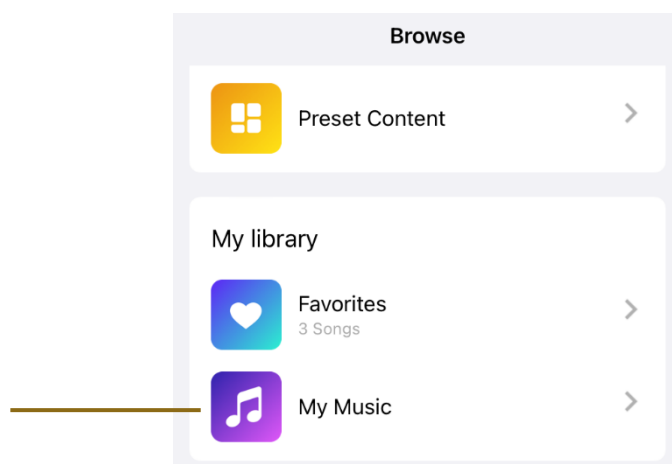 Browse
Preset Content
My library
Favorites
3 Songs
My Music